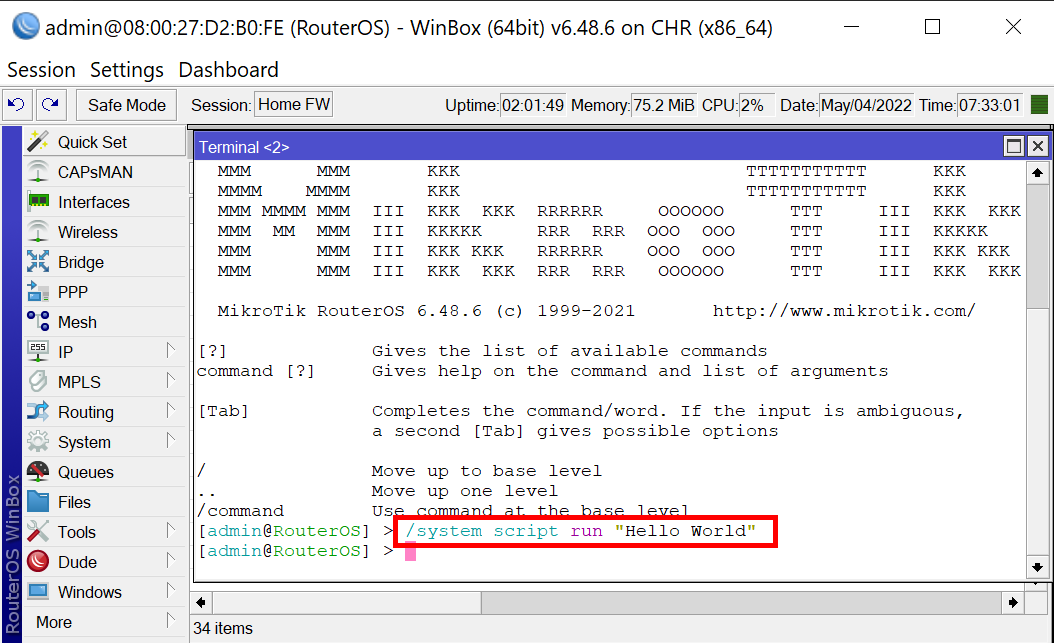 admin@08:00:27:D2:B0:FE (RouterOS) - WinBox (64bit) v6.48.6 on CHR (x86_64)
Session Settings Dashboard
Safe Mode Session: Home FW Uptime: 02:01:49 Memory: 75.2 MiB CPU: 2% Date: May/04/2022 Time: 07:33:01
RouterOS WinBox
Quick Set
CAPsMAN
Interfaces
Wireless
Bridge
PPP
Mesh
IP
MPLS
Routing
System
Queues
Files
Tools
Dude
Windows
More
Terminal <2>
  MMM      MMM       KKK                          TTTTTTTTTTT      KKK
  MMMM    MMMM       KKK                          TTTTTTTTTTT      KKK
  MMM MMMM MMM  III  KKK  KKK  RRRRRR     OOOOOO      TTT     III  KKK  KKK
  MMM  MM  MMM  III  KKKKK     RRR  RRR  OOO  OOO     TTT     III  KKKKK
  MMM      MMM  III  KKK KKK   RRRRRR    OOO  OOO     TTT     III  KKK KKK
  MMM      MMM  III  KKK  KKK  RRR  RRR   OOOOOO      TTT     III  KKK  KKK
MikroTik RouterOS 6.48.6 (c) 1999-2021 http://www.mikrotik.com/
[?] Gives the list of available commands
command [?] Gives help on the command and list of arguments
[Tab] Completes the command/word. If the input is ambiguous,
a second [Tab] gives possible options
/ Move up to base level
.. Move up one level
/command Use command at the base level
[admin@RouterOS] > /system script run "Hello World"
[admin@RouterOS] >
34 items